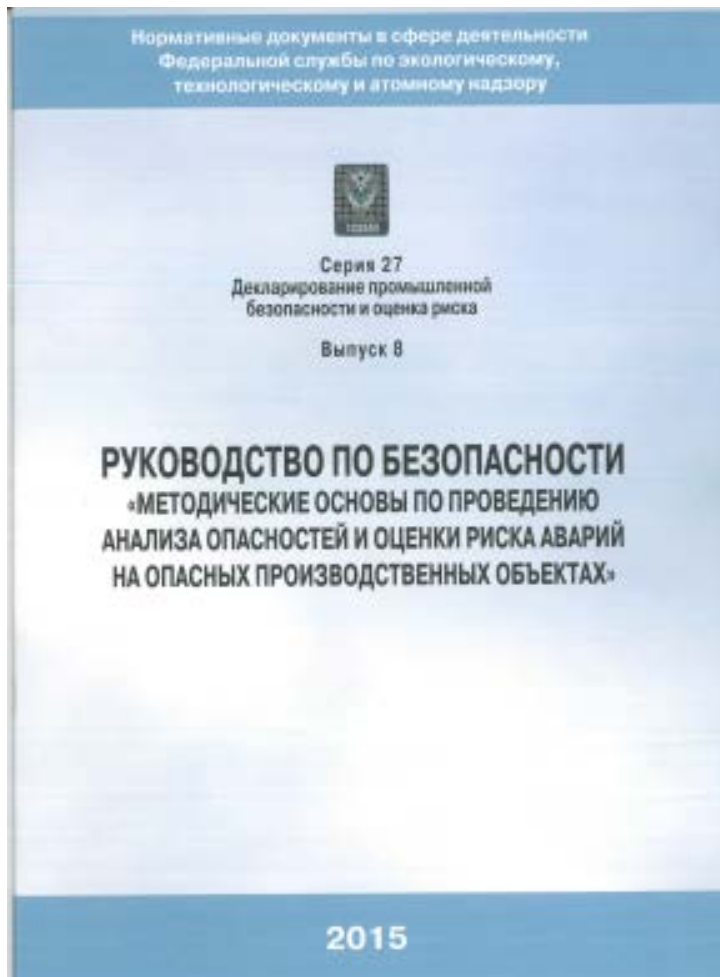 Нормативные документы в сфере деятельности
Федеральной службы по экологическому,
технологическому и атомному надзору
Серия 27
Декларирование промышленной
безопасности и оценка риска
Выпуск 8
РУКОВОДСТВО ПО БЕЗОПАСНОСТИ
«МЕТОДИЧЕСКИЕ ОСНОВЫ ПО ПРОВЕДЕНИЮ
АНАЛИЗА ОПАСНОСТЕЙ И ОЦЕНКИ РИСКА АВАРИЙ
НА ОПАСНЫХ ПРОИЗВОДСТВЕННЫХ ОБЪЕКТАХ»
2015